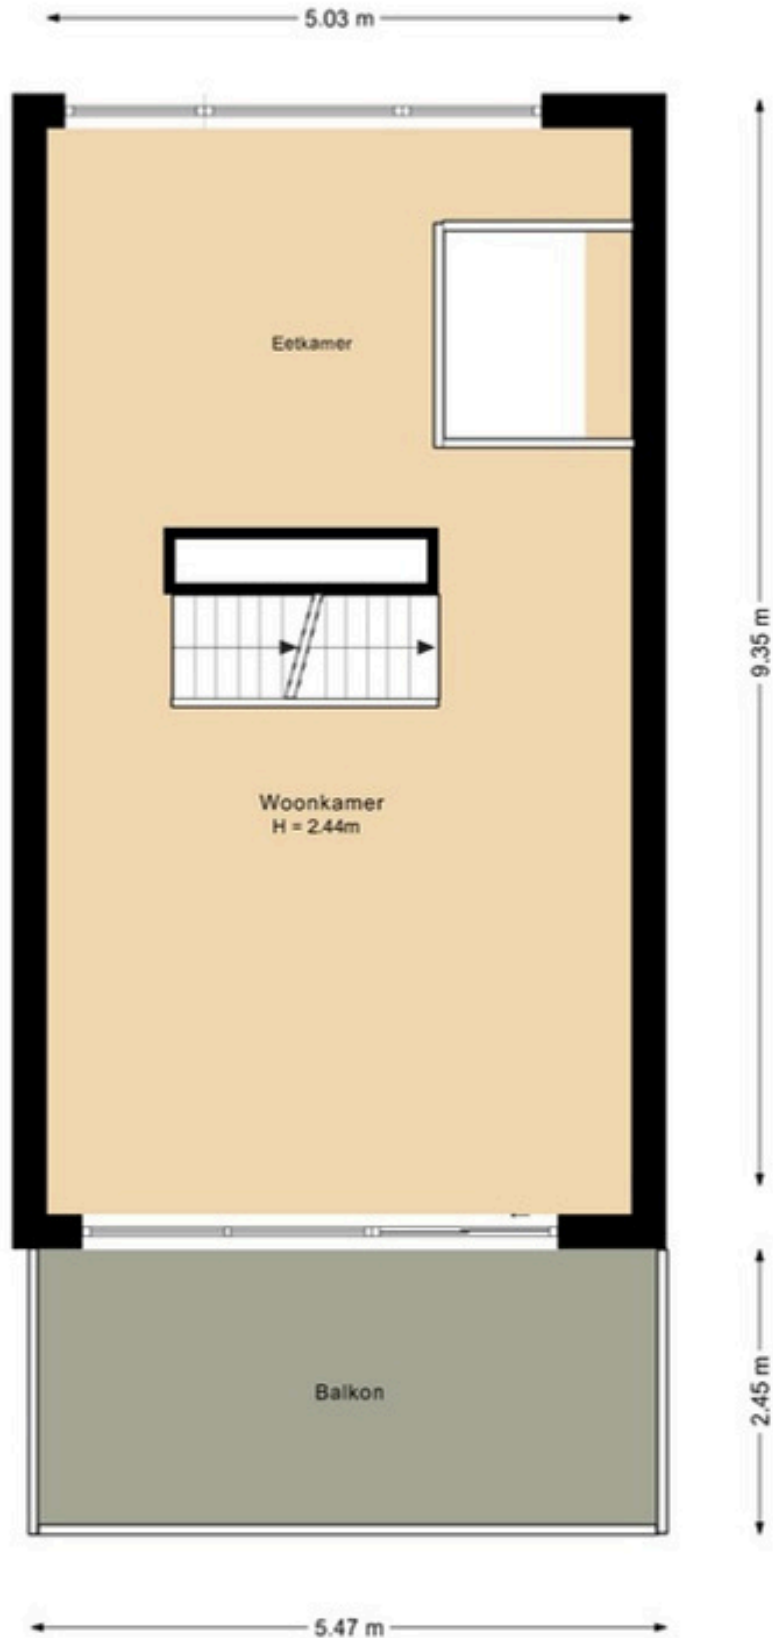 5.03 m
Eetkamer
9.35 m
Woonkamer
H = 2.44m
Balkon
2.45 m
5.47 m